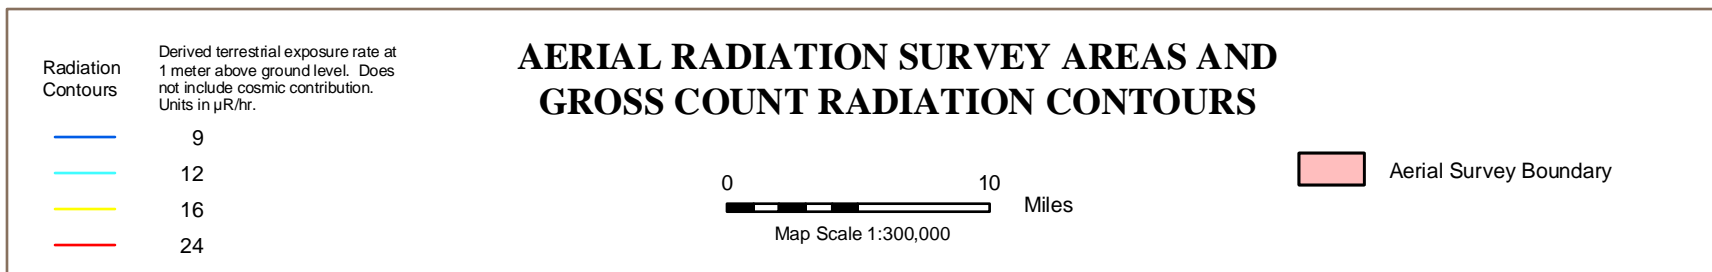 Radiation
Contours
Derived terrestrial exposure rate at
1 meter above ground level. Does
not include cosmic contribution.
Units in µR/hr.
9
12
16
24
AERIAL RADIATION SURVEY AREAS AND
GROSS COUNT RADIATION CONTOURS
0 10
Miles
Map Scale 1:300,000
Aerial Survey Boundary